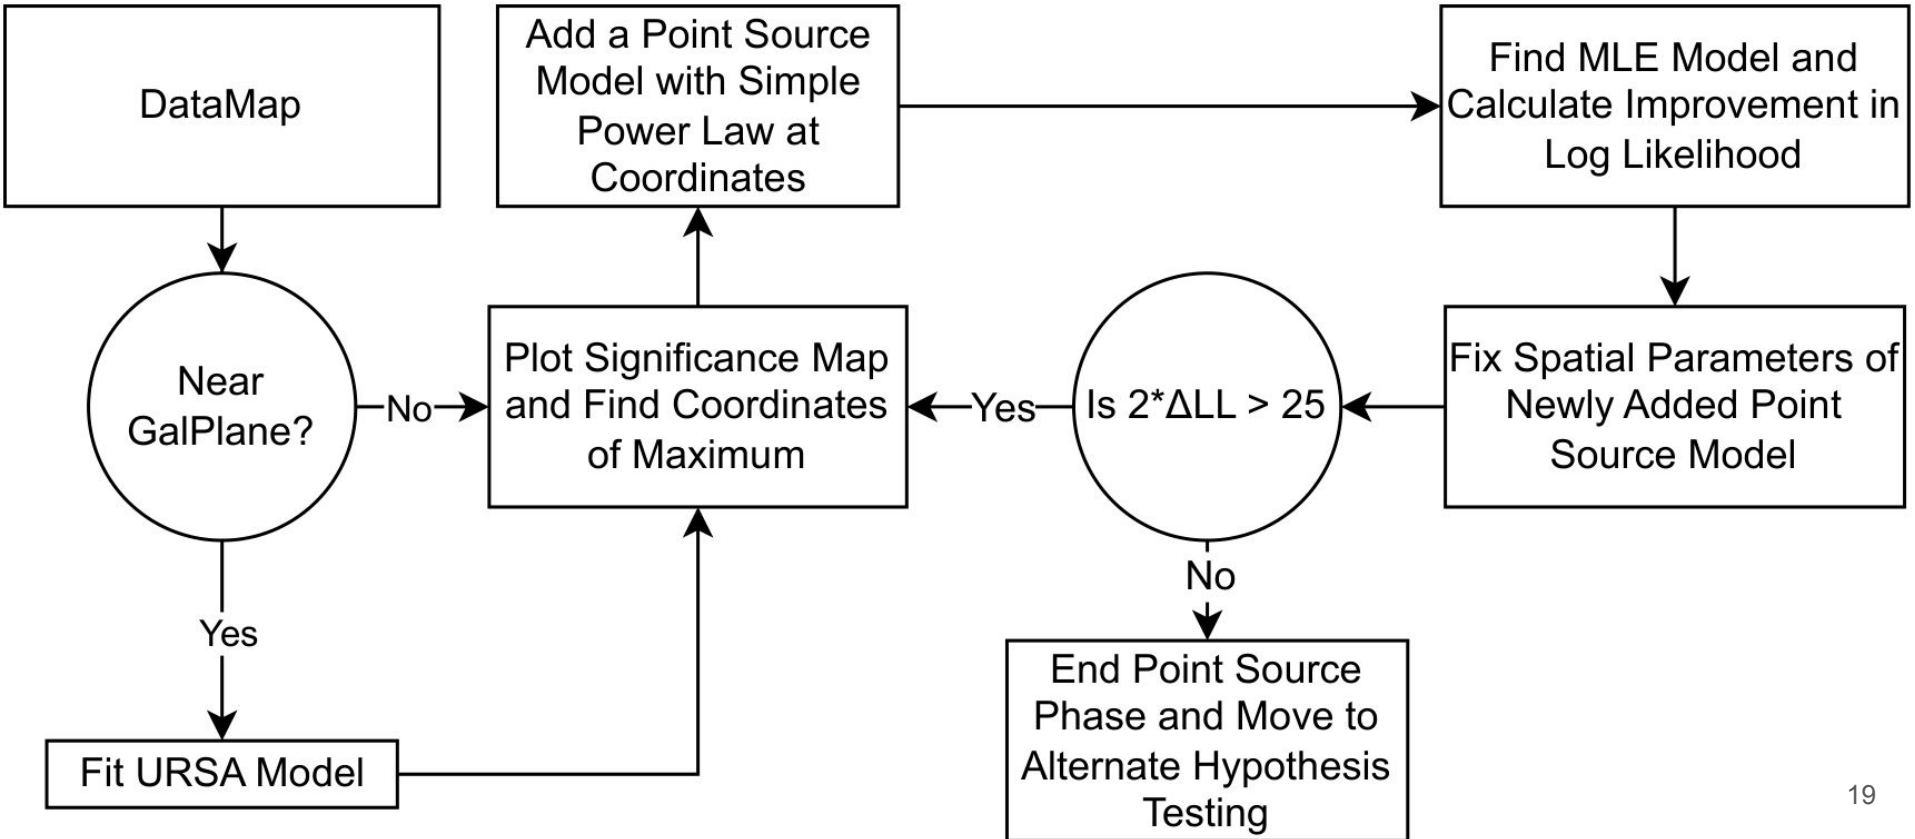 DataMap
Add a Point Source
Model with Simple
Power Law at
Coordinates
Find MLE Model and
Calculate Improvement in
Log Likelihood
Near
GalPlane?
No
Plot Significance Map
and Find Coordinates
of Maximum
Yes
Is 2*ΔLL > 25
Fix Spatial Parameters of
Newly Added Point
Source Model
Yes
No
Fit URSA Model
End Point Source
Phase and Move to
Alternate Hypothesis
Testing
19